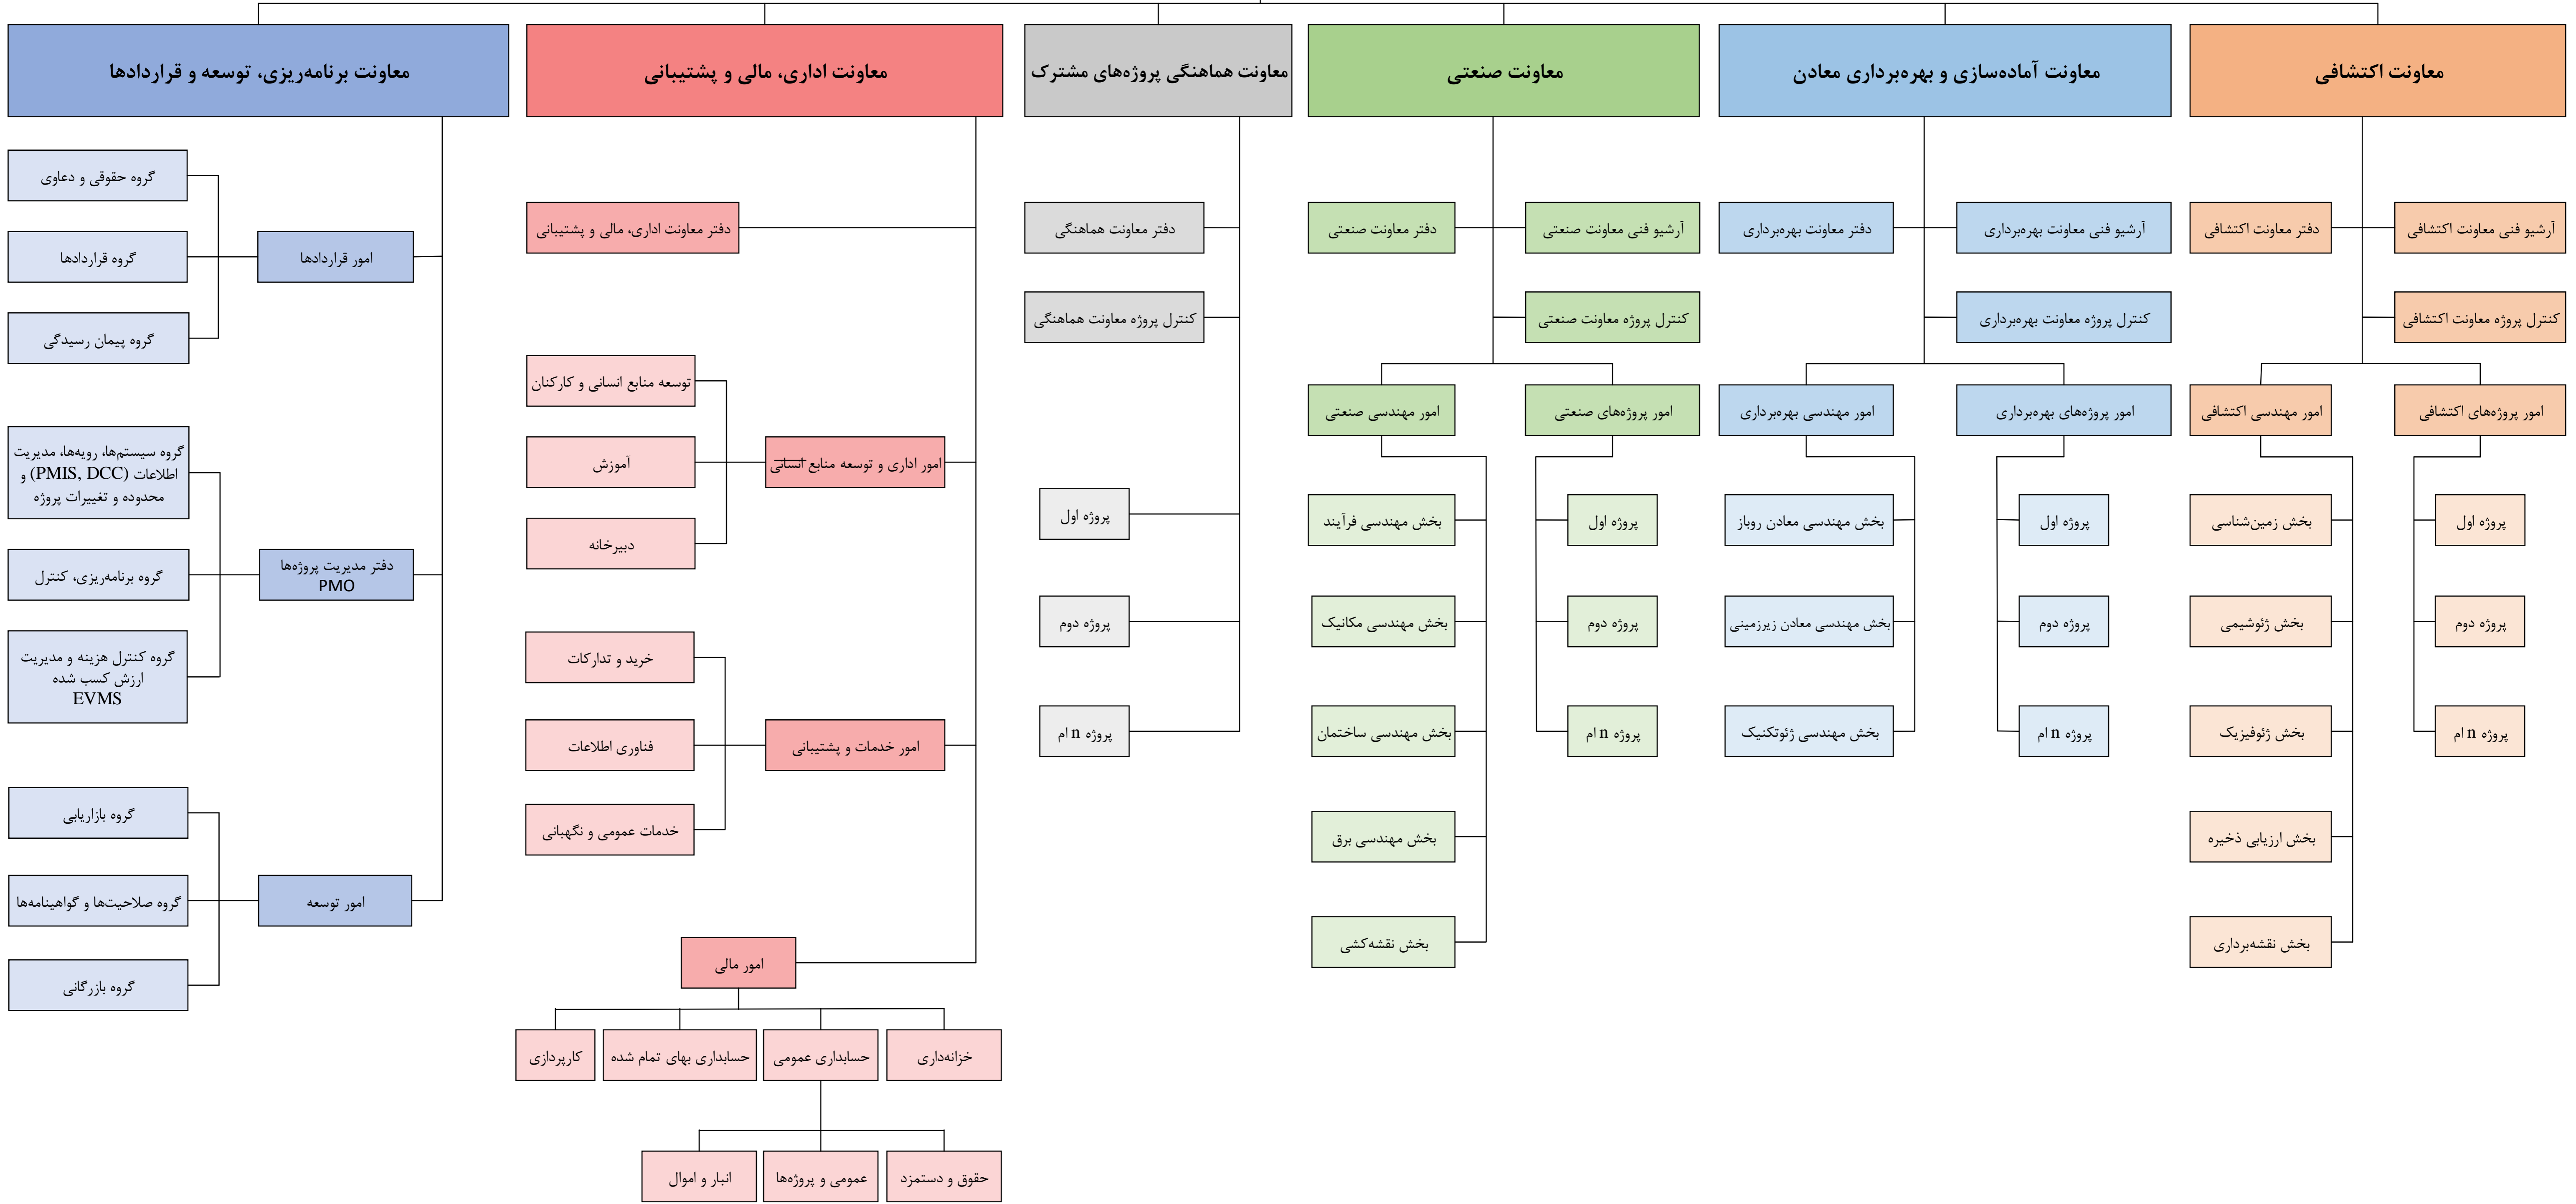 معاونت اکتشافی
معاونت آماده‌سازی و بهره‌برداری معادن
معاونت صنعتی
معاونت هماهنگی پروژه‌های مشترک
معاونت اداری، مالی و پشتیبانی
معاونت برنامه‌ریزی، توسعه و قراردادها
آرشیو فنی معاونت اکتشافی
دفتر معاونت اکتشافی
کنترل پروژه معاونت اکتشافی
امور پروژه‌های اکتشافی
امور مهندسی اکتشافی
پروژه اول
پروژه دوم
پروژه n ام
بخش زمین‌شناسی
بخش ژئوشیمی
بخش ژئوفیزیک
بخش ارزیابی ذخیره
بخش نقشه‌برداری
آرشیو فنی معاونت بهره‌برداری
دفتر معاونت بهره‌برداری
کنترل پروژه معاونت بهره‌برداری
امور پروژه‌های بهره‌برداری
امور مهندسی بهره‌برداری
پروژه اول
پروژه دوم
پروژه n ام
بخش مهندسی معادن روباز
بخش مهندسی معادن زیرزمینی
بخش مهندسی ژئوتکنیک
آرشیو فنی معاونت صنعتی
دفتر معاونت صنعتی
کنترل پروژه معاونت صنعتی
امور پروژه‌های صنعتی
امور مهندسی صنعتی
پروژه اول
پروژه دوم
پروژه n ام
بخش مهندسی فرآیند
بخش مهندسی مکانیک
بخش مهندسی ساختمان
بخش مهندسی برق
بخش نقشه‌کشی
دفتر معاونت هماهنگی
کنترل پروژه معاونت هماهنگی
پروژه اول
پروژه دوم
پروژه n ام
دفتر معاونت اداری، مالی و پشتیبانی
امور اداری و توسعه منابع انسانی
توسعه منابع انسانی و کارکنان
آموزش
دبیرخانه
امور خدمات و پشتیبانی
خرید و تدارکات
فناوری اطلاعات
خدمات عمومی و نگهبانی
امور مالی
خزانه‌داری
حسابداری عمومی
حسابداری بهای تمام شده
کارپردازی
حقوق و دستمزد
عمومی و پروژه‌ها
انبار و اموال
امور قراردادها
گروه حقوقی و دعاوی
گروه قراردادها
گروه پیمان رسیدگی
دفتر مدیریت پروژه‌ها
PMO
گروه سیستم‌ها، رویه‌ها، مدیریت
اطلاعات (PMIS, DCC) و
محدوده و تغییرات پروژه
گروه برنامه‌ریزی، کنترل
گروه کنترل هزینه و مدیریت
ارزش کسب شده
EVMS
امور توسعه
گروه بازاریابی
گروه صلاحیت‌ها و گواهینامه‌ها
گروه بازرگانی